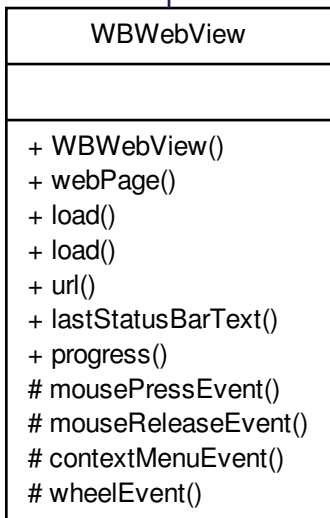 WBWebView
+ WBWebView()
+ webPage()
+ load()
+ load()
+ url()
+ lastStatusBarText()
+ progress()
# mousePressEvent()
# mouseReleaseEvent()
# contextMenuEvent()
# wheelEvent()